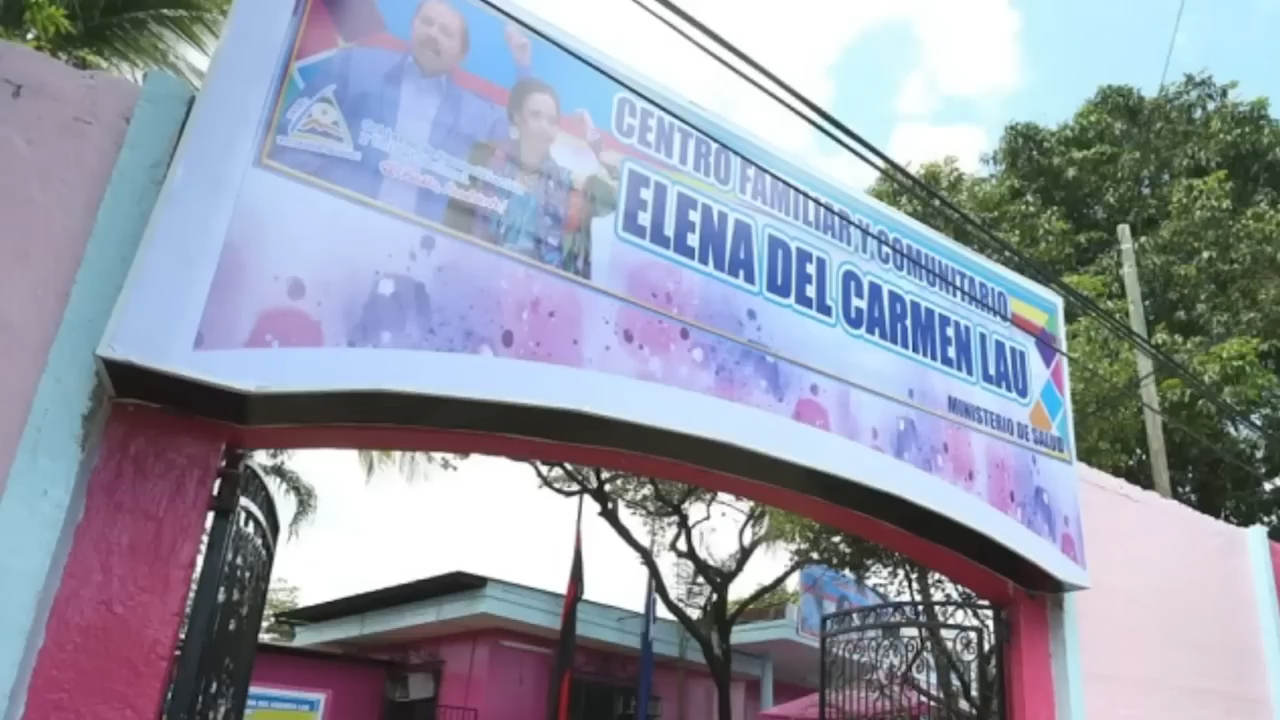 CENTRO FAMILIAR Y COMUNITARIO
ELENA DEL CARMEN LAU
MINISTERIO DE SALUD